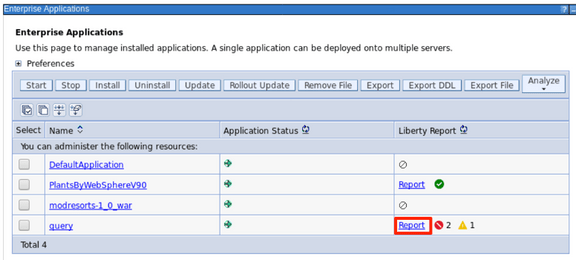 Enterprise Applications ? _
Enterprise Applications
Use this page to manage installed applications. A single application can be deployed onto multiple servers.
Preferences
Start Stop Install Uninstall Update Rollout Update Remove File Export Export DDL Export File Analyze
Select Name Application Status Liberty Report
You can administer the following resources:
DefaultApplication
PlantsByWebSphereV90 Report
modresorts-1_0_war
query Report 2 1
Total 4